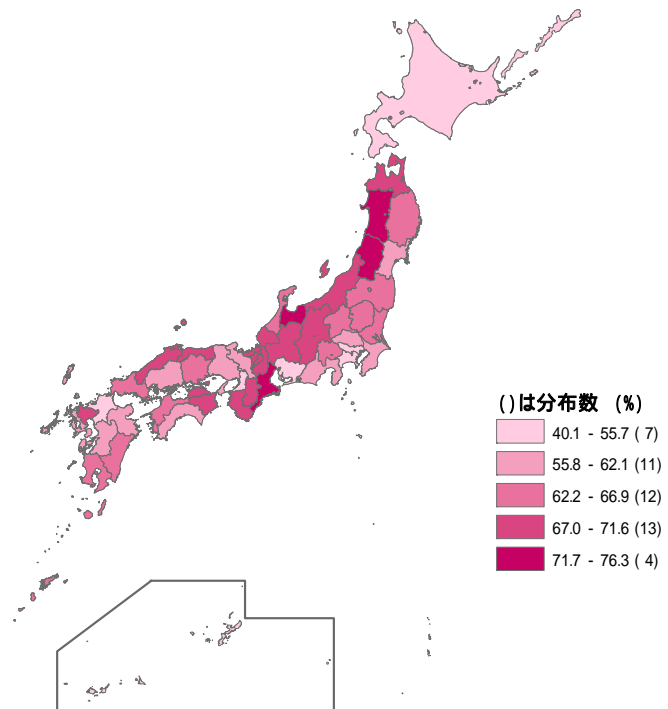 ()は分布数 (%)
40.1 - 55.7 ( 7)
55.8 - 62.1 (11)
62.2 - 66.9 (12)
67.0 - 71.6 (13)
71.7 - 76.3 ( 4)